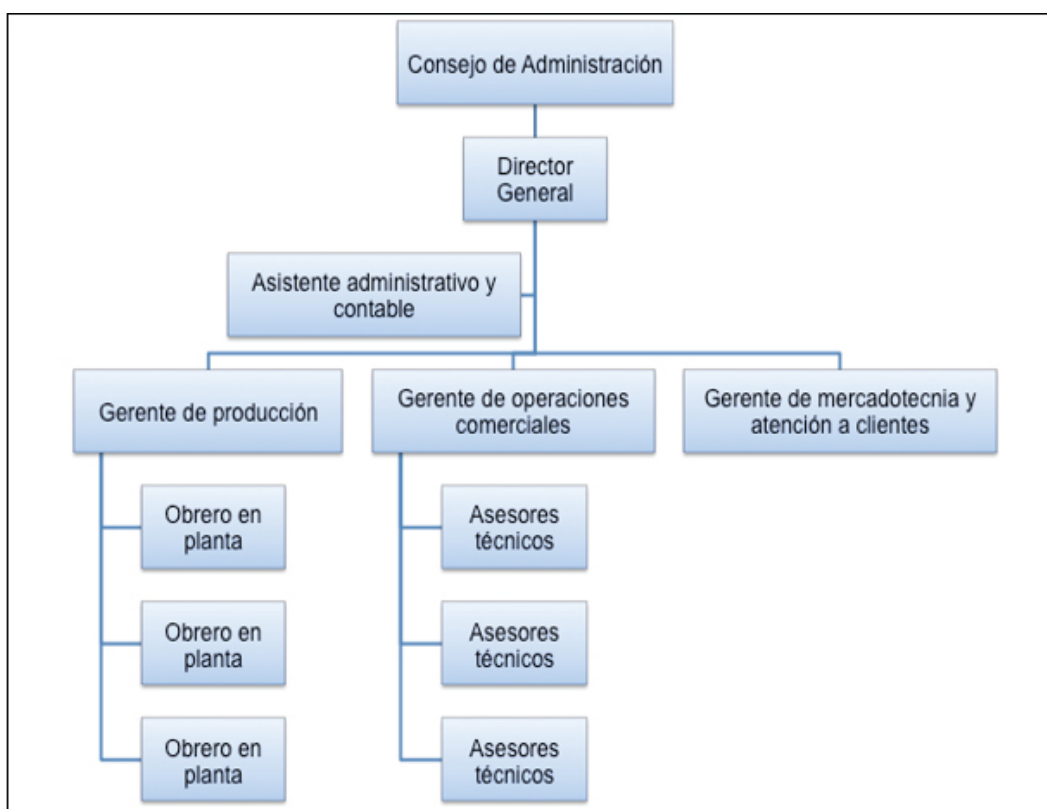 Consejo de Administración
Director
General
Asistente administrativo y
contable
Gerente de producción
Gerente de operaciones
comerciales
Gerente de mercadotecnia y
atención a clientes
Obrero en
planta
Asesores
técnicos
Obrero en
planta
Asesores
técnicos
Obrero en
planta
Asesores
técnicos